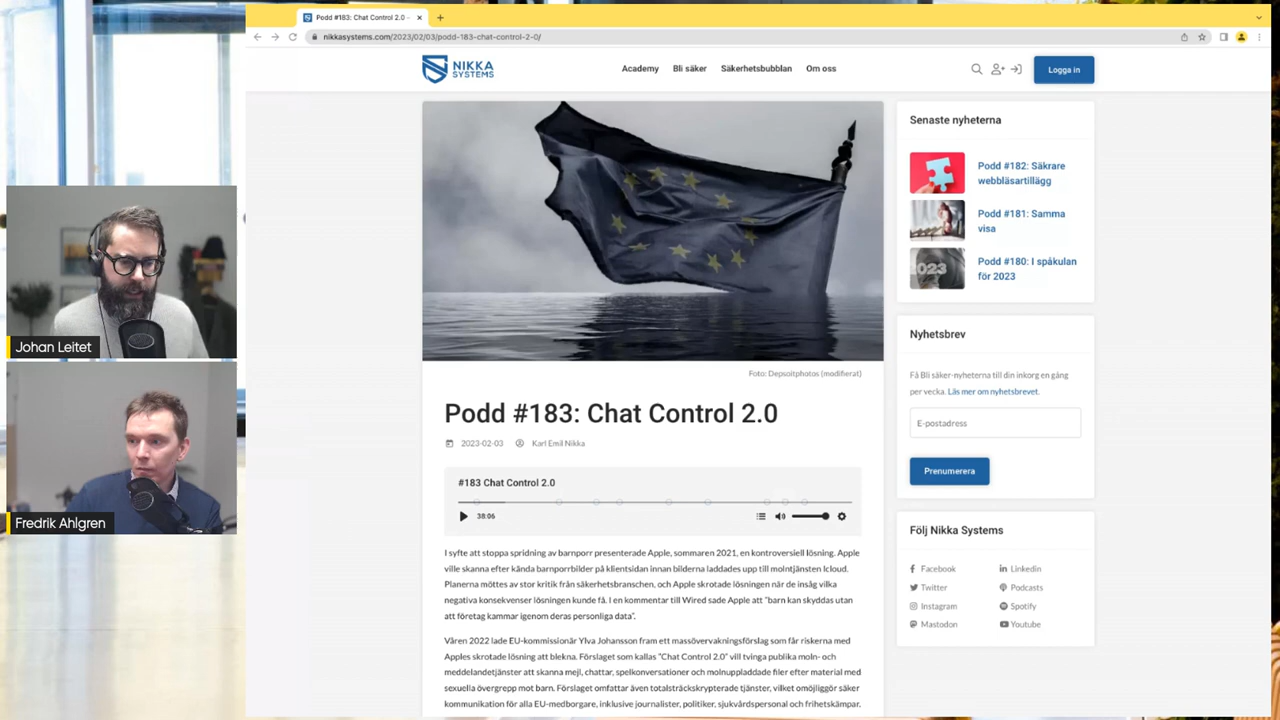 Podd #183: Chat Control 2.0 -
nikkasystems.com/2023/02/03/podd-183-chat-control-2-0/
NIKKA
SYSTEMS
Academy
Bli säker
Säkerhetsbubblan
Om oss
Logga in
Johan Leitet
Fredrik Ahlgren
Foto: Depsoitphotos (modifierat)
Podd #183: Chat Control 2.0
2023-02-03
Karl Emil Nikka
#183 Chat Control 2.0
38:06
I syfte att stoppa spridning av barnporr presenterade Apple, sommaren 2021, en kontroversiell lösning. Apple
ville skanna efter kända barnporrbilder på klientsidan innan bilderna laddades upp till molntjänsten Icloud.
Planerna möttes av stor kritik från säkerhetsbranschen, och Apple skrotade lösningen när de insåg vilka
negativa konsekvenser lösningen kunde få. I en kommentar till Wired sade Apple att "barn kan skyddas utan
att företag kammar igenom deras personliga data".
Våren 2022 lade EU-kommissionär Ylva Johansson fram ett massövervakningsförslag som får riskerna med
Apples skrotade lösning att blekna. Förslaget som kallas "Chat Control 2.0" vill tvinga publika moln- och
meddelandetjänster att skanna mejl, chattar, spelkonversationer och molnuppladdade filer efter material med
sexuella övergrepp mot barn. Förslaget omfattar även totalsträckskrypterade tjänster, vilket omöjliggör säker
kommunikation för alla EU-medborgare, inklusive journalister, politiker, sjukvårdspersonal och frihetskämpar.
Senaste nyheterna
Podd #182: Säkrare
webbläsartillägg
Podd #181: Samma
visa
2023
Podd #180: I spåkulan
för 2023
Nyhetsbrev
Få Bli säker-nyheterna till din inkorg en gång
per vecka. Läs mer om nyhetsbrevet.
E-postadress
Prenumerera
Följ Nikka Systems
Facebook
Linkedin
Twitter
Podcasts
Instagram
Spotify
Mastodon
Youtube